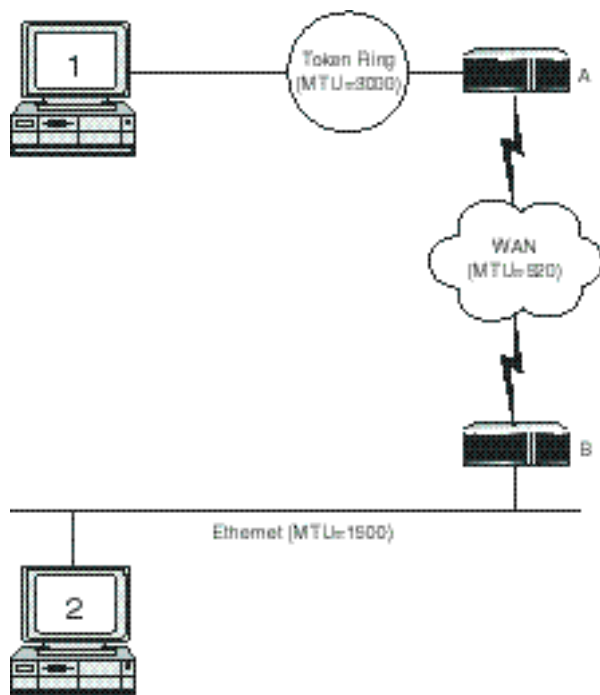 1
Token Ring
(MTU=3000)
A
WAN
(MTU=520)
B
Ethernet (MTU=1500)
2